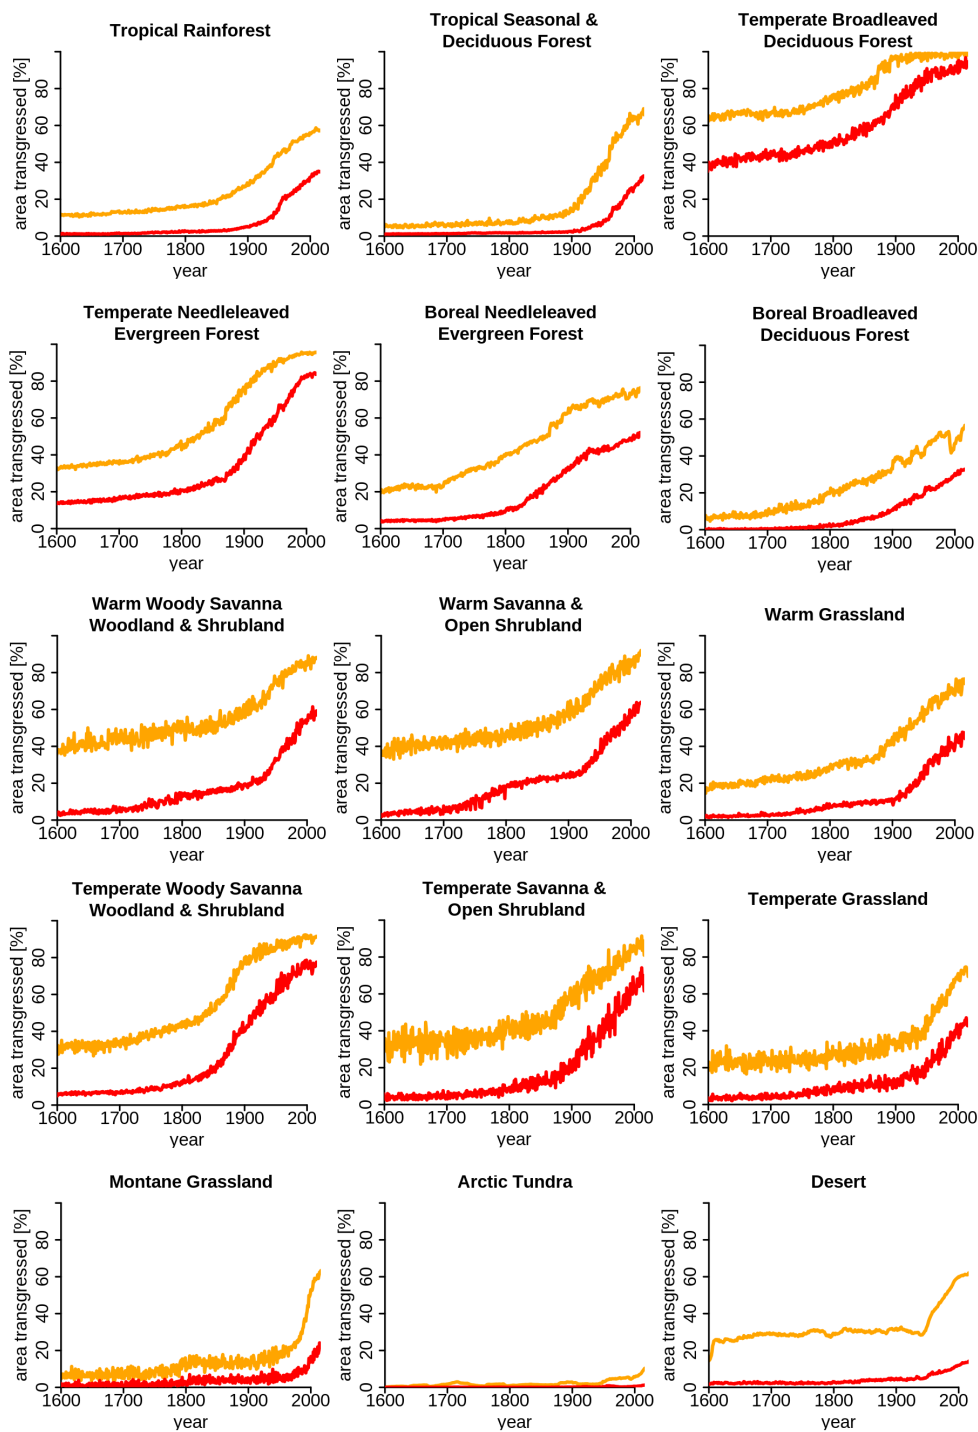 Tropical Rainforest
area transgressed [%]
0 20 40 60 80
1600 1700 1800 1900 2000
year
Tropical Seasonal &
Deciduous Forest
area transgressed [%]
0 20 40 60 80
1600 1700 1800 1900 2000
year
Temperate Broadleaved
Deciduous Forest
area transgressed [%]
0 20 40 60 80
1600 1700 1800 1900 2000
year
Temperate Needleleaved
Evergreen Forest
area transgressed [%]
0 20 40 60 80
1600 1700 1800 1900 2000
year
Boreal Needleleaved
Evergreen Forest
area transgressed [%]
0 20 40 60 80
1600 1700 1800 1900 200
year
Boreal Broadleaved
Deciduous Forest
area transgressed [%]
0 20 40 60 80
1600 1700 1800 1900 2000
year
Warm Woody Savanna
Woodland & Shrubland
area transgressed [%]
0 20 40 60 80
1600 1700 1800 1900 2000
year
Warm Savanna &
Open Shrubland
area transgressed [%]
0 20 40 60 80
1600 1700 1800 1900 2000
year
Warm Grassland
area transgressed [%]
0 20 40 60 80
1600 1700 1800 1900 2000
year
Temperate Woody Savanna
Woodland & Shrubland
area transgressed [%]
0 20 40 60 80
1600 1700 1800 1900 2000
year
Temperate Savanna &
Open Shrubland
area transgressed [%]
0 20 40 60 80
1600 1700 1800 1900 2000
year
Temperate Grassland
area transgressed [%]
0 20 40 60 80
1600 1700 1800 1900 2000
year
Montane Grassland
area transgressed [%]
0 20 40 60 80
1600 1700 1800 1900 2000
year
Arctic Tundra
area transgressed [%]
0 20 40 60 80
1600 1700 1800 1900 2000
year
Desert
area transgressed [%]
0 20 40 60 80
1600 1700 1800 1900 200
year